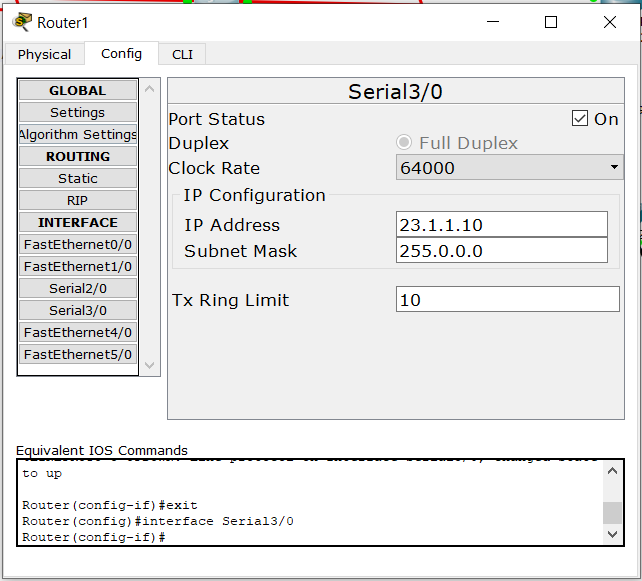 Router1
Physical
Config
CLI
GLOBAL
Settings
Algorithm Settings
ROUTING
Static
RIP
INTERFACE
FastEthernet0/0
FastEthernet1/0
Serial2/0
Serial3/0
FastEthernet4/0
FastEthernet5/0
Serial3/0
Port Status
On
Duplex
Full Duplex
Clock Rate
64000
IP Configuration
IP Address
23.1.1.10
Subnet Mask
255.0.0.0
Tx Ring Limit
10
Equivalent IOS Commands
to up
Router(config-if)#exit
Router(config)#interface Serial3/0
Router(config-if)#